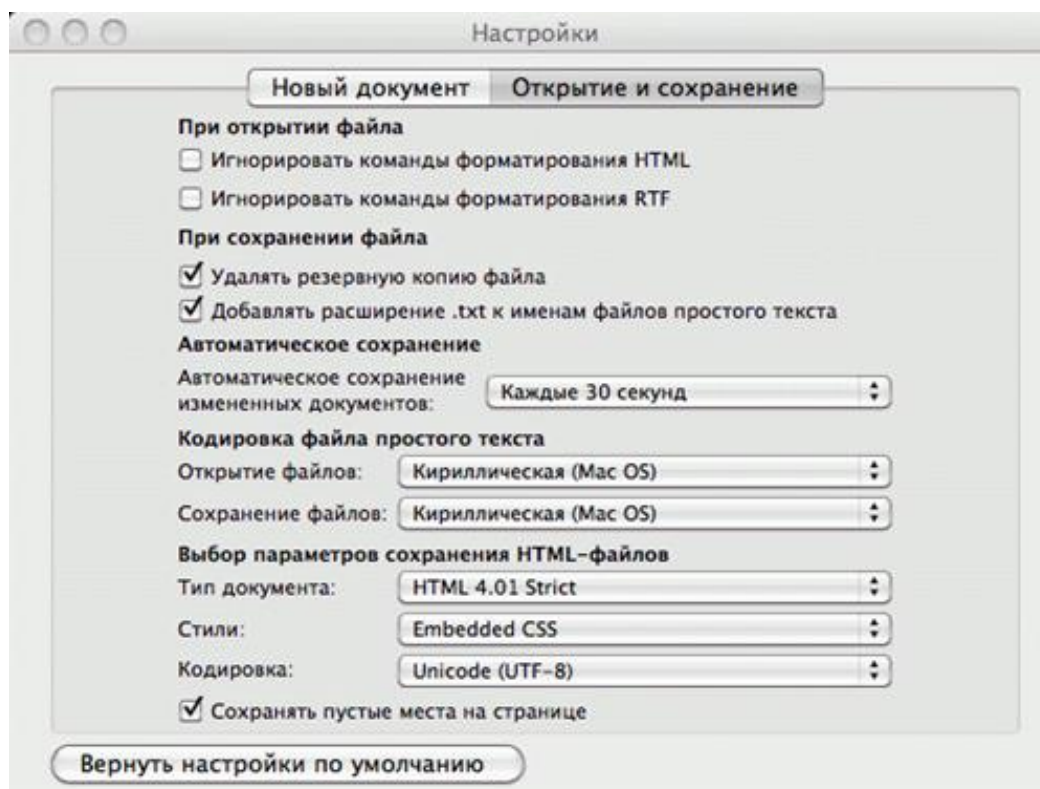 Настройки
Новый документ Открытие и сохранение
При открытии файла
Игнорировать команды форматирования HTML
Игнорировать команды форматирования RTF
При сохранении файла
Удалять резервную копию файла
Добавлять расширение .txt к именам файлов простого текста
Автоматическое сохранение
Автоматическое сохранение
измененных документов: Каждые 30 секунд
Кодировка файла простого текста
Открытие файлов: Кириллическая (Mac OS)
Сохранение файлов: Кириллическая (Mac OS)
Выбор параметров сохранения HTML-файлов
Тип документа: HTML 4.01 Strict
Стили: Embedded CSS
Кодировка: Unicode (UTF-8)
Сохранять пустые места на странице
Вернуть настройки по умолчанию